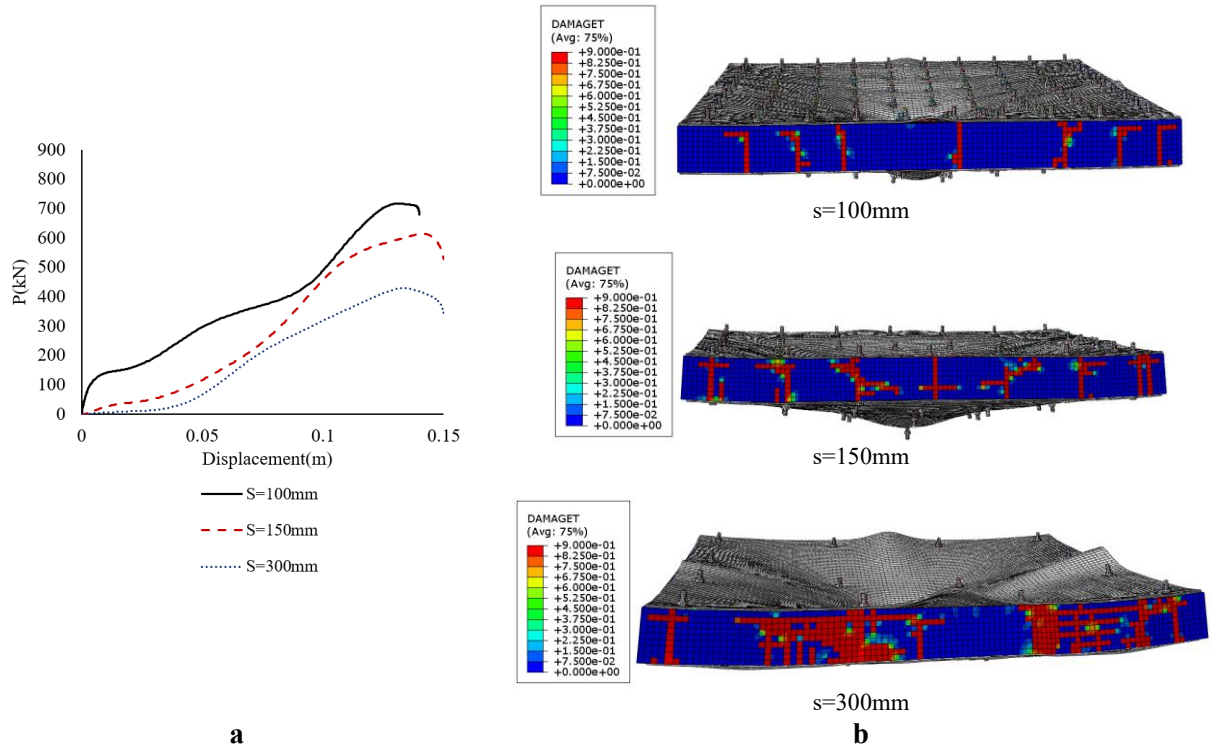 900
800
700
600
500
400
300
200
100
0
P(kN)
0
0.05
0.1
0.15
Displacement(m)
S=100mm
S=150mm
S=300mm
a
DAMAGET
(Avg: 75%)
+9.000e-01
+8.250e-01
+7.500e-01
+6.750e-01
+6.000e-01
+5.250e-01
+4.500e-01
+3.750e-01
+3.000e-01
+2.250e-01
+1.500e-01
+7.500e-02
+0.000e+00
s=100mm
DAMAGET
(Avg: 75%)
+9.000e-01
+8.250e-01
+7.500e-01
+6.750e-01
+6.000e-01
+5.250e-01
+4.500e-01
+3.750e-01
+3.000e-01
+2.250e-01
+1.500e-01
+7.500e-02
+0.000e+00
s=150mm
DAMAGET
(Avg: 75%)
+9.000e-01
+8.250e-01
+7.500e-01
+6.750e-01
+6.000e-01
+5.250e-01
+4.500e-01
+3.750e-01
+3.000e-01
+2.250e-01
+1.500e-01
+7.500e-02
+0.000e+00
s=300mm
b